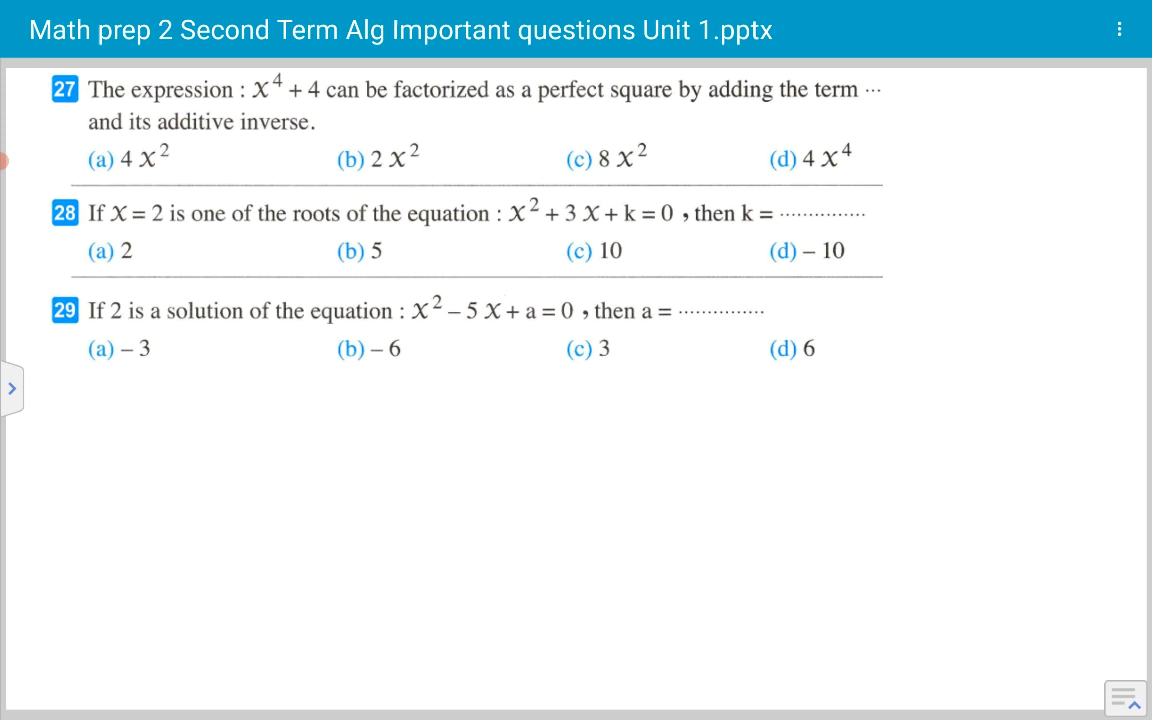 Math prep 2 Second Term Alg Important questions Unit 1.pptx
27 The expression : x⁴ + 4 can be factorized as a perfect square by adding the term ···
and its additive inverse.
(a) 4 x² (b) 2 x² (c) 8 x² (d) 4 x⁴
28 If x = 2 is one of the roots of the equation : x² + 3 x + k = 0 , then k = ···············
(a) 2 (b) 5 (c) 10 (d) – 10
29 If 2 is a solution of the equation : x² – 5 x + a = 0 , then a = ···············
(a) – 3 (b) – 6 (c) 3 (d) 6